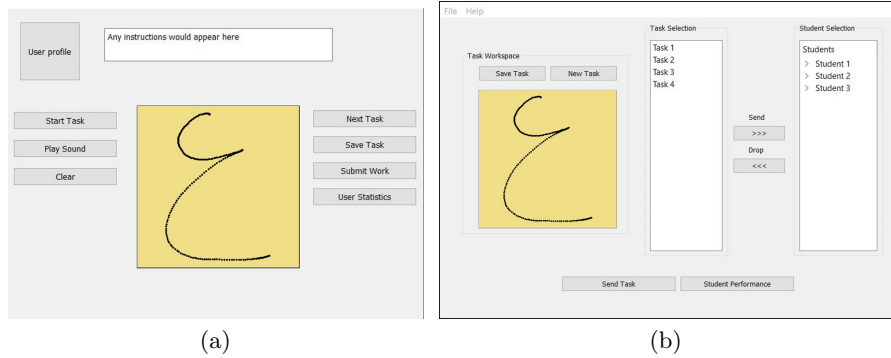 User profile
Any instructions would appear here
Start Task
Play Sound
Clear
ع
Next Task
Save Task
Submit Work
User Statistics
(a)
File Help
Task Workspace
Save Task New Task
ع
Task Selection
Task 1
Task 2
Task 3
Task 4
Send
>>>
Drop
<<<
Student Selection
Students
> Student 1
> Student 2
> Student 3
Send Task Student Performance
(b)